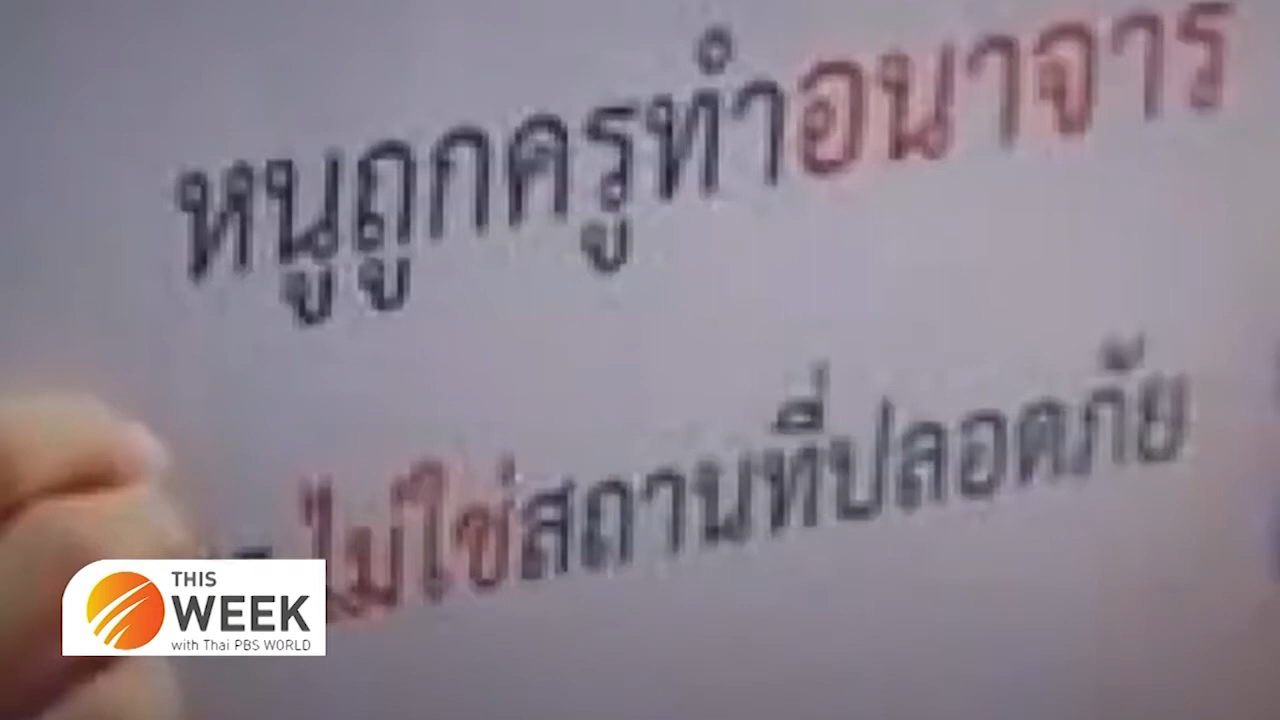 หนูถูกครูทำอนาจาร
ไม่ใช่สถานที่ปลอดภัย
THIS
WEEK
with Thai PBS WORLD